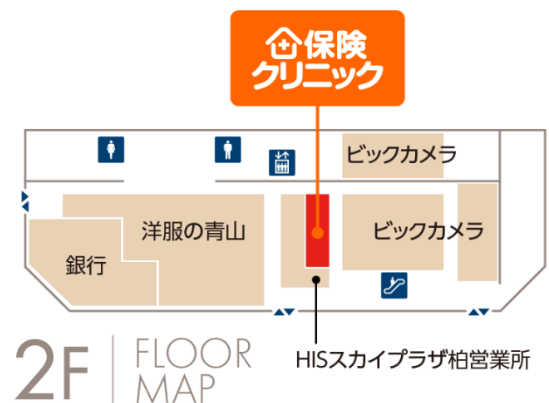 保険
クリニック
ビックカメラ
洋服の青山
ビックカメラ
銀行
HISスカイプラザ柏営業所
2F
FLOOR
MAP